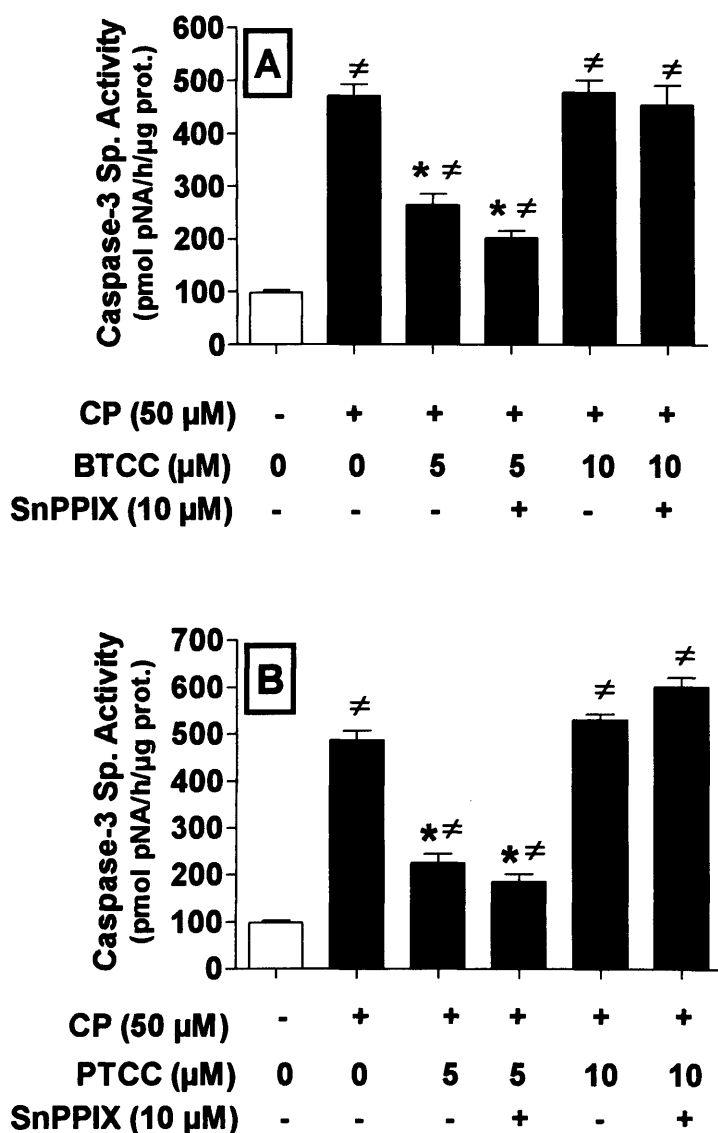 A
Caspase-3 Sp. Activity
(pmol pNA/h/µg prot.)
600
500
400
300
200
100
0
≠
* ≠
* ≠
≠
≠
CP (50 µM) - + + + + +
BTCC (µM) 0 0 5 5 10 10
SnPPIX (10 µM) - - - + - +
B
Caspase-3 Sp. Activity
(pmol pNA/h/µg prot.)
700
600
500
400
300
200
100
0
≠
* ≠
* ≠
≠
≠
CP (50 µM) - + + + + +
PTCC (µM) 0 0 5 5 10 10
SnPPIX (10 µM) - - - + - +